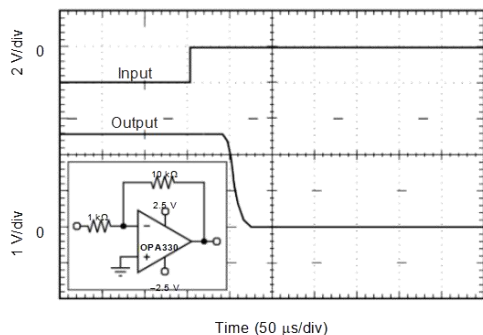 2 V/div
0
Input
Output
10 kΩ
1 kΩ
2.5 V
−
OPA330
+
−2.5 V
1 V/div
0
Time (50 µs/div)